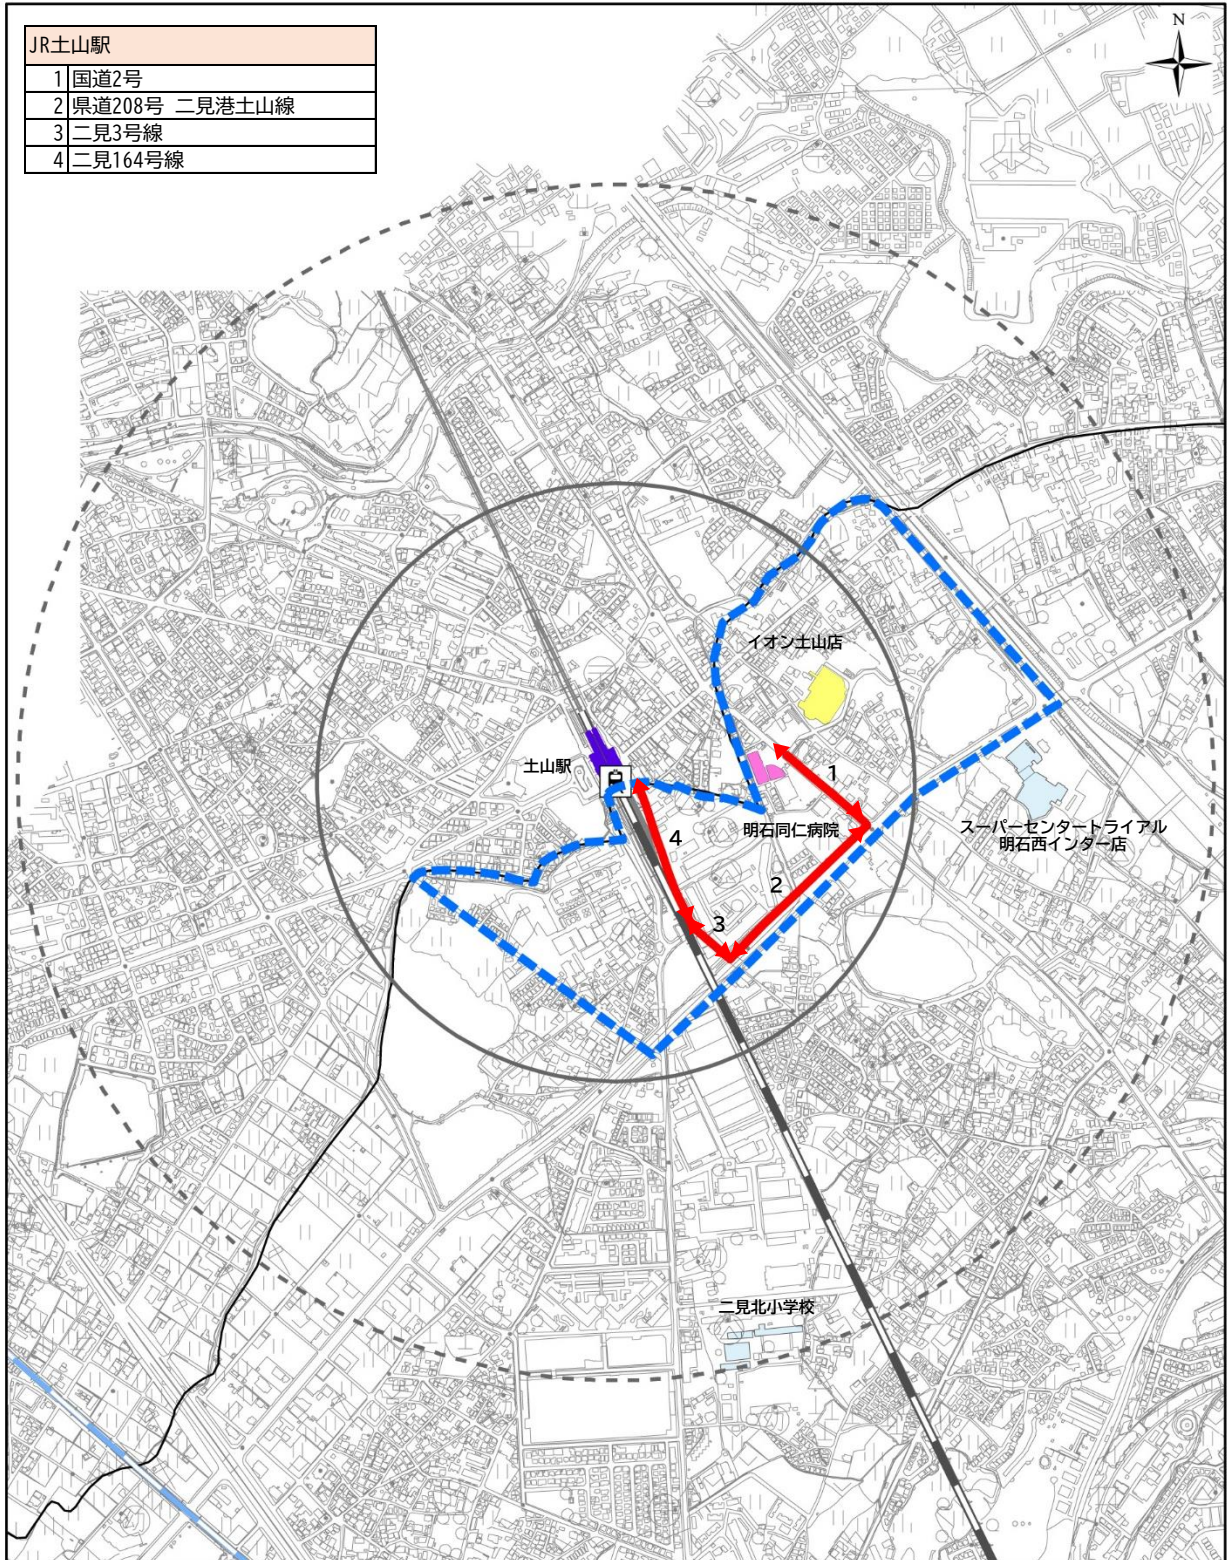 JR土山駅
1 国道2号
2 県道208号 二見港土山線
3 二見3号線
4 二見164号線
N
イオン土山店
土山駅
1
明石同仁病院
スーパーセンタートライアル
明石西インター店
4
2
3
二見北小学校